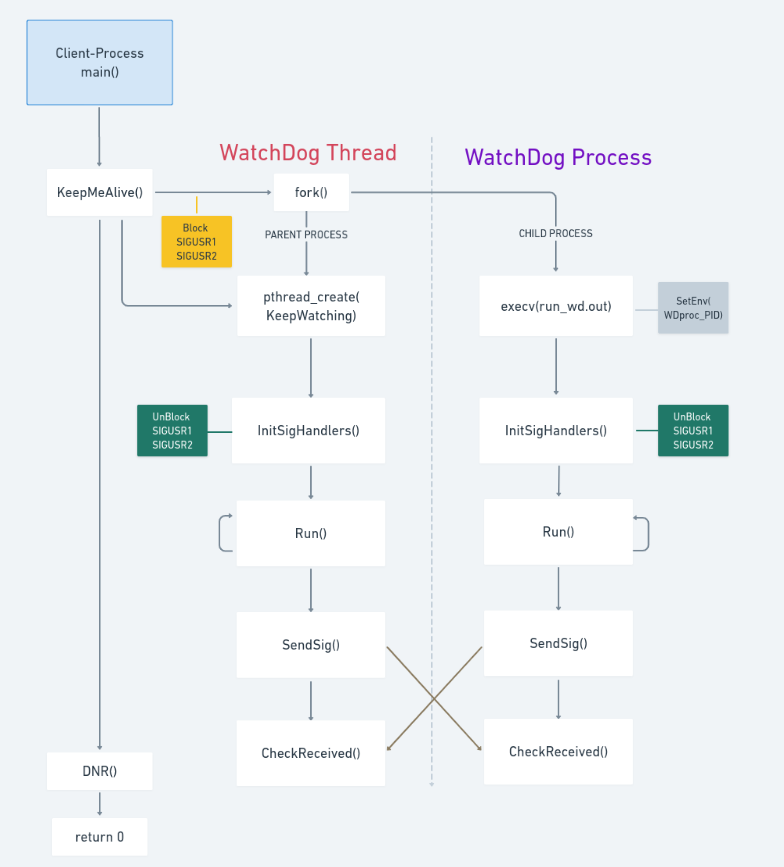 Client-Process
main()
WatchDog Thread
WatchDog Process
KeepMeAlive()
fork()
Block
SIGUSR1
SIGUSR2
PARENT PROCESS
CHILD PROCESS
pthread_create(
KeepWatching)
execv(run_wd.out)
SetEnv(
WDproc_PID)
UnBlock
SIGUSR1
SIGUSR2
InitSigHandlers()
InitSigHandlers()
UnBlock
SIGUSR1
SIGUSR2
Run()
Run()
SendSig()
SendSig()
CheckReceived()
CheckReceived()
DNR()
return 0